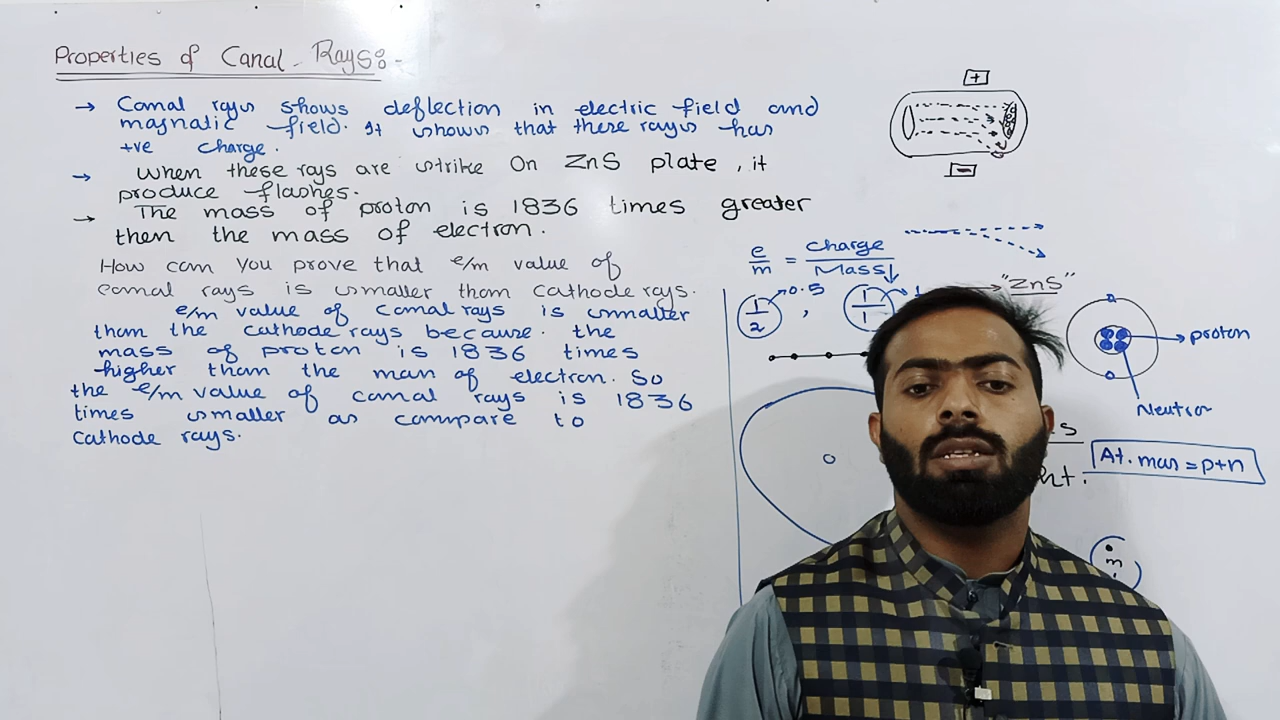 Properties of Canal Rays:-
→ Canal rays shows deflection in electric field and
magnatic field. It shows that these rays has
+ve charge.
→ When these rays are strike On ZnS plate, it
produce flashes.
→ The mass of proton is 1836 times greater
then the mass of electron.
How can you prove that e/m value of
canal rays is smaller than cathode rays.
e/m value of canal rays is smaller
than the cathode rays because. the
mass of proton is 1836 times
higher than the man of electron. So
the e/m value of canal rays is 1836
times smaller as compare to
Cathode rays.
+
-
e/m = charge/Mass↓
1/2 → 0.5 , 1/1 → 1
→ "ZnS"
proton
Neutron
At. mas = p+n
m